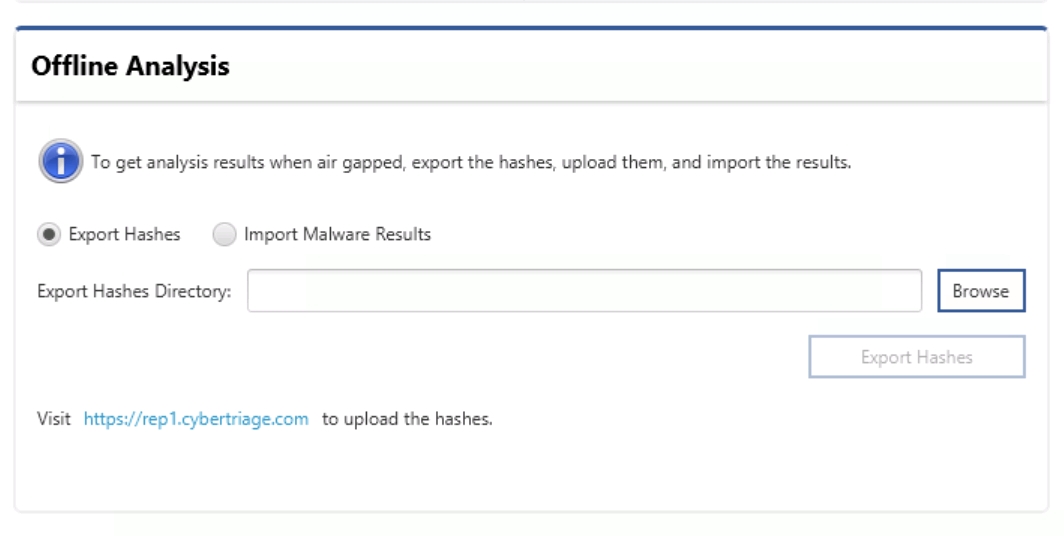 Offline Analysis
To get analysis results when air gapped, export the hashes, upload them, and import the results.
Export Hashes Import Malware Results
Export Hashes Directory: Browse
Export Hashes
Visit https://rep1.cybertriage.com to upload the hashes.